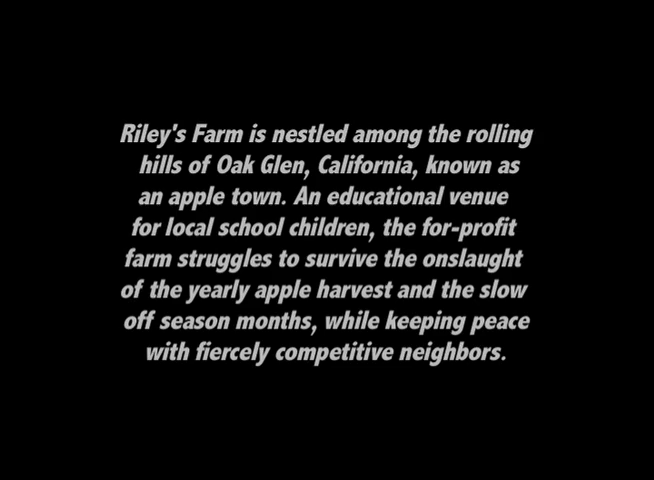 Riley's Farm is nestled among the rolling
hills of Oak Glen, California, known as
an apple town. An educational venue
for local school children, the for-profit
farm struggles to survive the onslaught
of the yearly apple harvest and the slow
off season months, while keeping peace
with fiercely competitive neighbors.